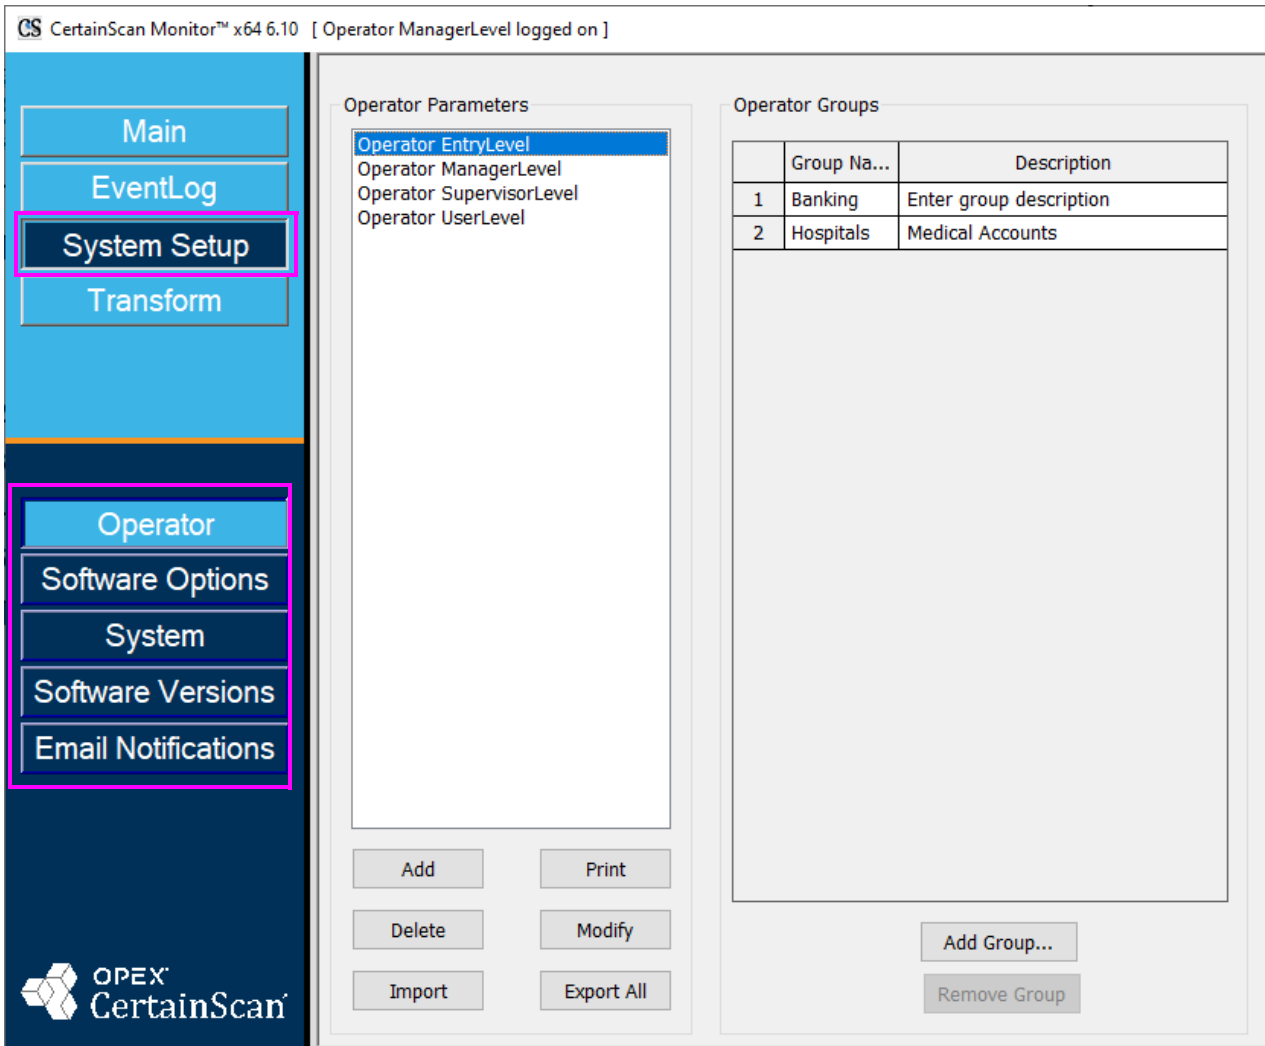 CS CertainScan Monitor™ x64 6.10 [ Operator ManagerLevel logged on ]
Main
EventLog
System Setup
Transform
Operator
Software Options
System
Software Versions
Email Notifications
OPEX
CertainScan
Operator Parameters
Operator EntryLevel
Operator ManagerLevel
Operator SupervisorLevel
Operator UserLevel
Add Print
Delete Modify
Import Export All
Operator Groups
Group Na... Description
1 Banking Enter group description
2 Hospitals Medical Accounts
Add Group...
Remove Group